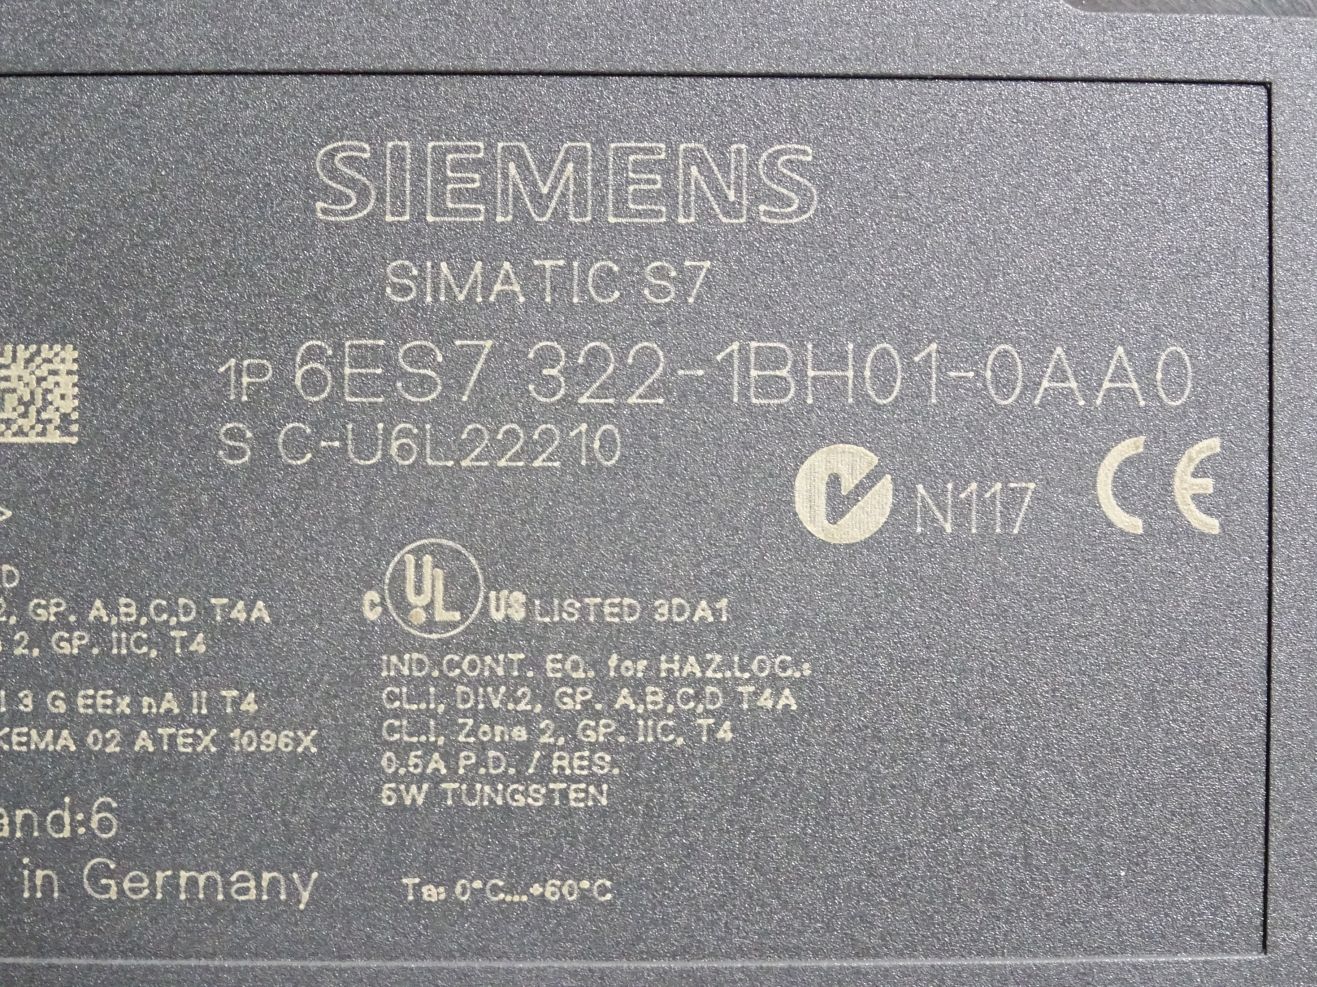 SIEMENS
SIMATIC S7
1P 6ES7 322-1BH01-0AA0
S C-U6L22210
N117 CE
>
D
2, GP. A,B,C,D T4A
2, GP. IIC, T4
3 G EEx nA II T4
KEMA 02 ATEX 1096X
and:6
in Germany
c UL US LISTED 3DA1
IND.CONT. EQ. for HAZ.LOC.:
CL.I, DIV.2, GP. A,B,C,D T4A
CL.I, Zone 2, GP. IIC, T4
0.5A P.D. / RES.
5W TUNGSTEN
Ta: 0°C...+60°C